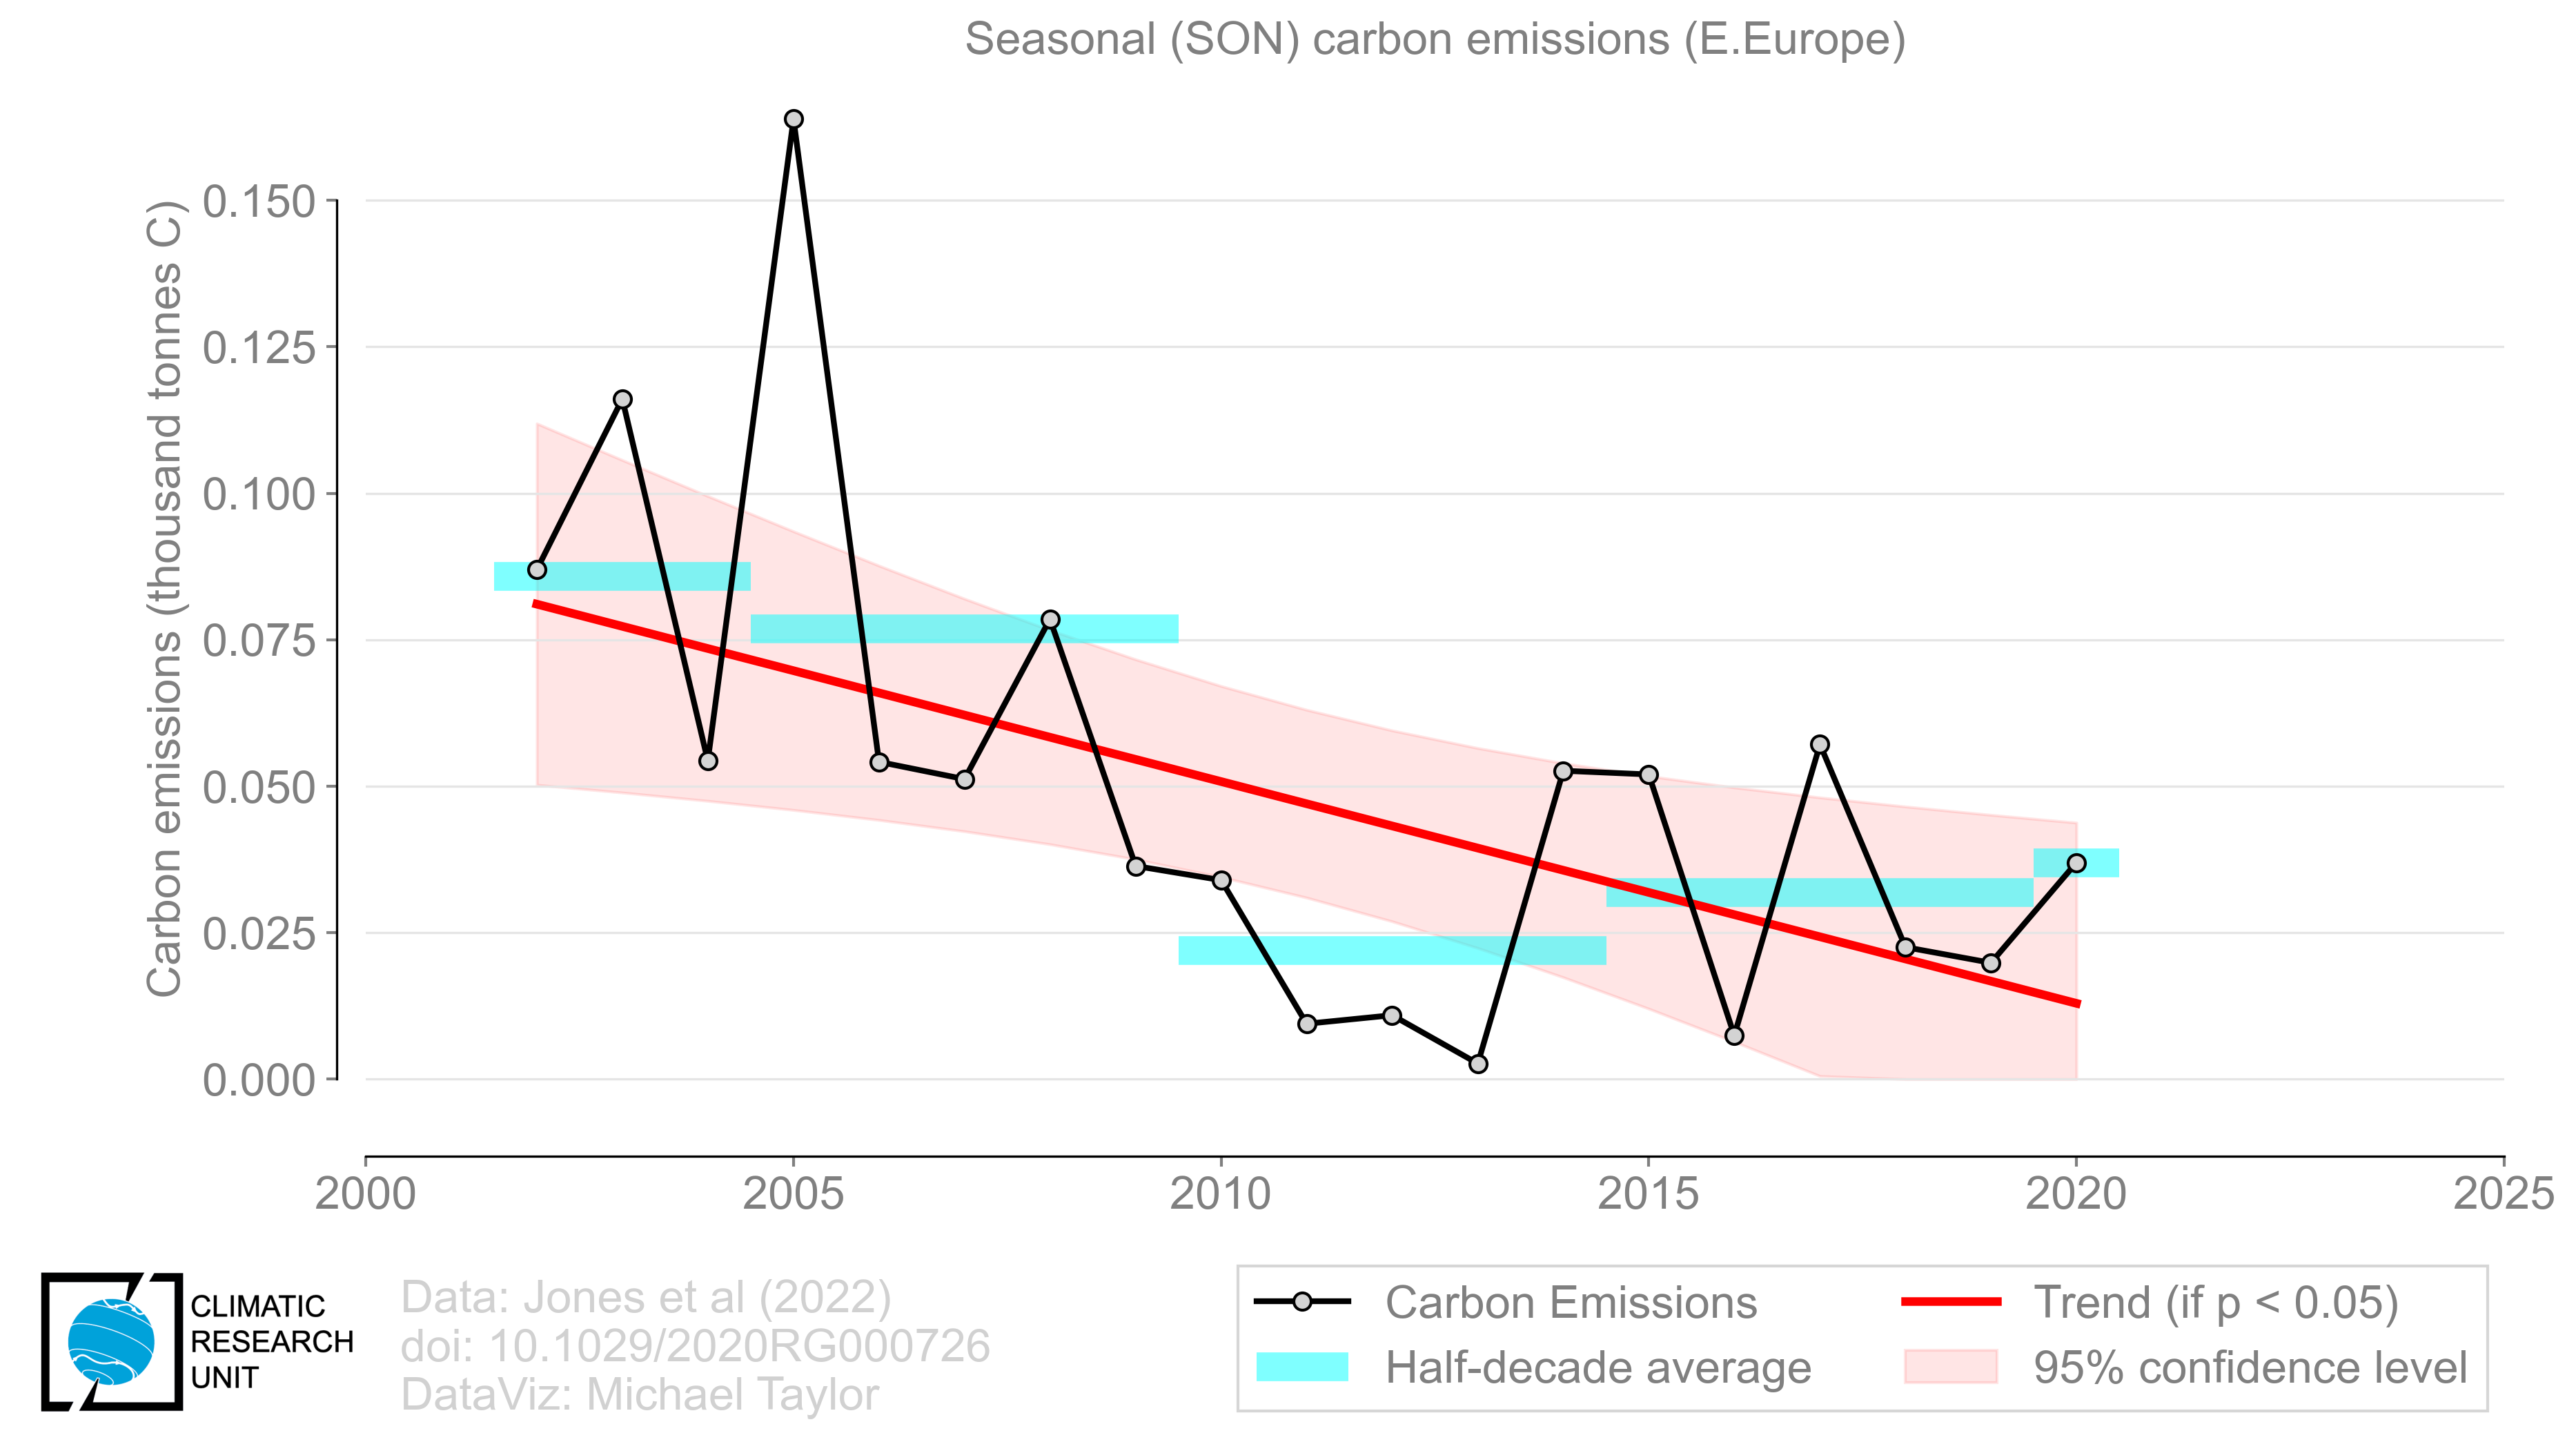 Seasonal (SON) carbon emissions (E.Europe)
Carbon emissions (thousand tonnes C)
0.150
0.125
0.100
0.075
0.050
0.025
0.000
2000
2005
2010
2015
2020
2025
CLIMATIC
RESEARCH
UNIT
Data: Jones et al (2022)
doi: 10.1029/2020RG000726
DataViz: Michael Taylor
Carbon Emissions
Half-decade average
Trend (if p < 0.05)
95% confidence level